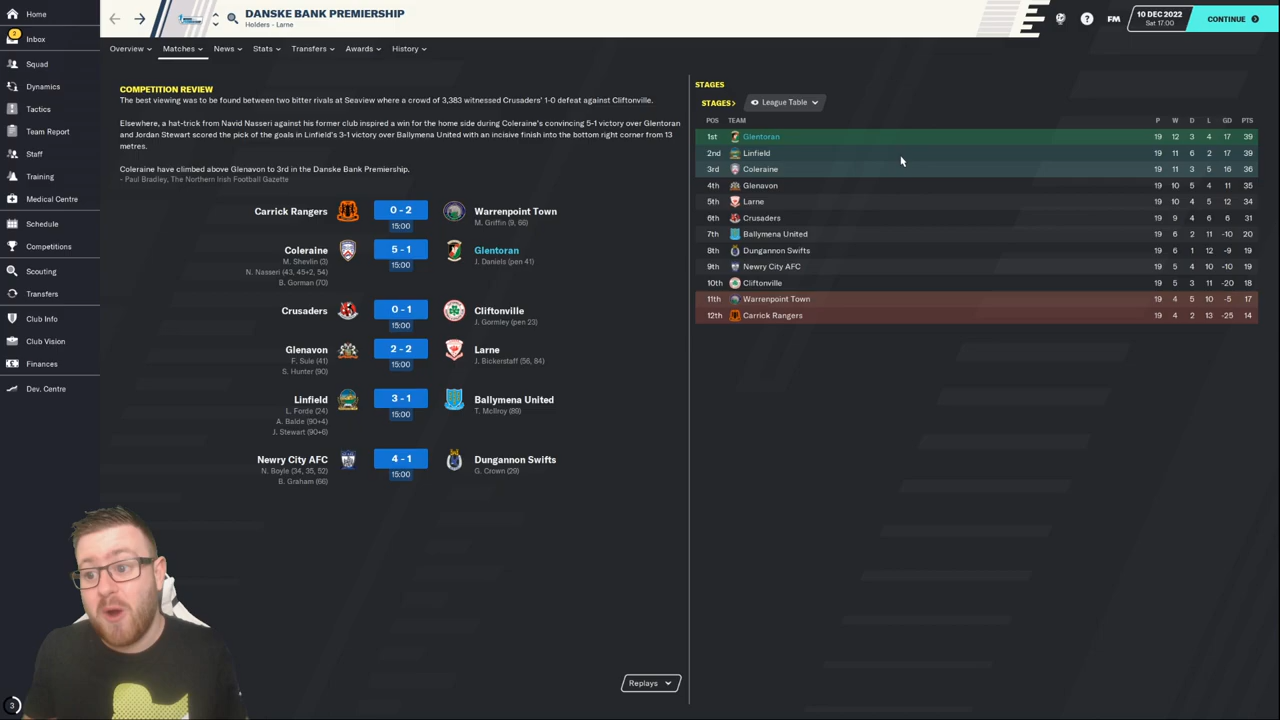 Home
DANSKE BANK PREMIERSHIP
Holders - Larne
FM
10 DEC 2022
Sat 17:00
CONTINUE
2
Inbox
Overview
Matches
News
Stats
Transfers
Awards
History
Squad
Dynamics
Tactics
Team Report
Staff
Training
Medical Centre
Schedule
Competitions
Scouting
Transfers
Club Info
Club Vision
Finances
Dev. Centre
COMPETITION REVIEW
The best viewing was to be found between two bitter rivals at Seaview where a crowd of 3,383 witnessed Crusaders' 1-0 defeat against Cliftonville.
Elsewhere, a hat-trick from Navid Nasseri against his former club inspired a win for the home side during Coleraine's convincing 5-1 victory over Glentoran
and Jordan Stewart scored the pick of the goals in Linfield's 3-1 victory over Ballymena United with an incisive finish into the bottom right corner from 13
metres.
Coleraine have climbed above Glenavon to 3rd in the Danske Bank Premiership.
- Paul Bradley, The Northern Irish Football Gazette
Carrick Rangers 0 - 2 Warrenpoint Town
15:00 M. Griffin (9, 66)
Coleraine 5 - 1 Glentoran
M. Shevlin (3) 15:00 J. Daniels (pen 41)
N. Nasseri (43, 45+2, 54)
B. Gorman (70)
Crusaders 0 - 1 Cliftonville
15:00 J. Gormley (pen 23)
Glenavon 2 - 2 Larne
F. Sule (41) 15:00 J. Bickerstaff (56, 84)
S. Hunter (90)
Linfield 3 - 1 Ballymena United
L. Forde (24) 15:00 T. McIlroy (89)
A. Balde (90+4)
J. Stewart (90+6)
Newry City AFC 4 - 1 Dungannon Swifts
N. Boyle (34, 35, 52) 15:00 G. Crown (29)
B. Graham (66)
Replays
STAGES
STAGES> League Table
POS TEAM P W D L GD PTS
1st Glentoran 19 12 3 4 17 39
2nd Linfield 19 11 6 2 17 39
3rd Coleraine 19 11 3 5 16 36
4th Glenavon 19 10 5 4 11 35
5th Larne 19 10 4 5 12 34
6th Crusaders 19 9 4 6 6 31
7th Ballymena United 19 6 2 11 -10 20
8th Dungannon Swifts 19 6 1 12 -9 19
9th Newry City AFC 19 5 4 10 -10 19
10th Cliftonville 19 5 3 11 -20 18
11th Warrenpoint Town 19 4 5 10 -5 17
12th Carrick Rangers 19 4 2 13 -25 14
3